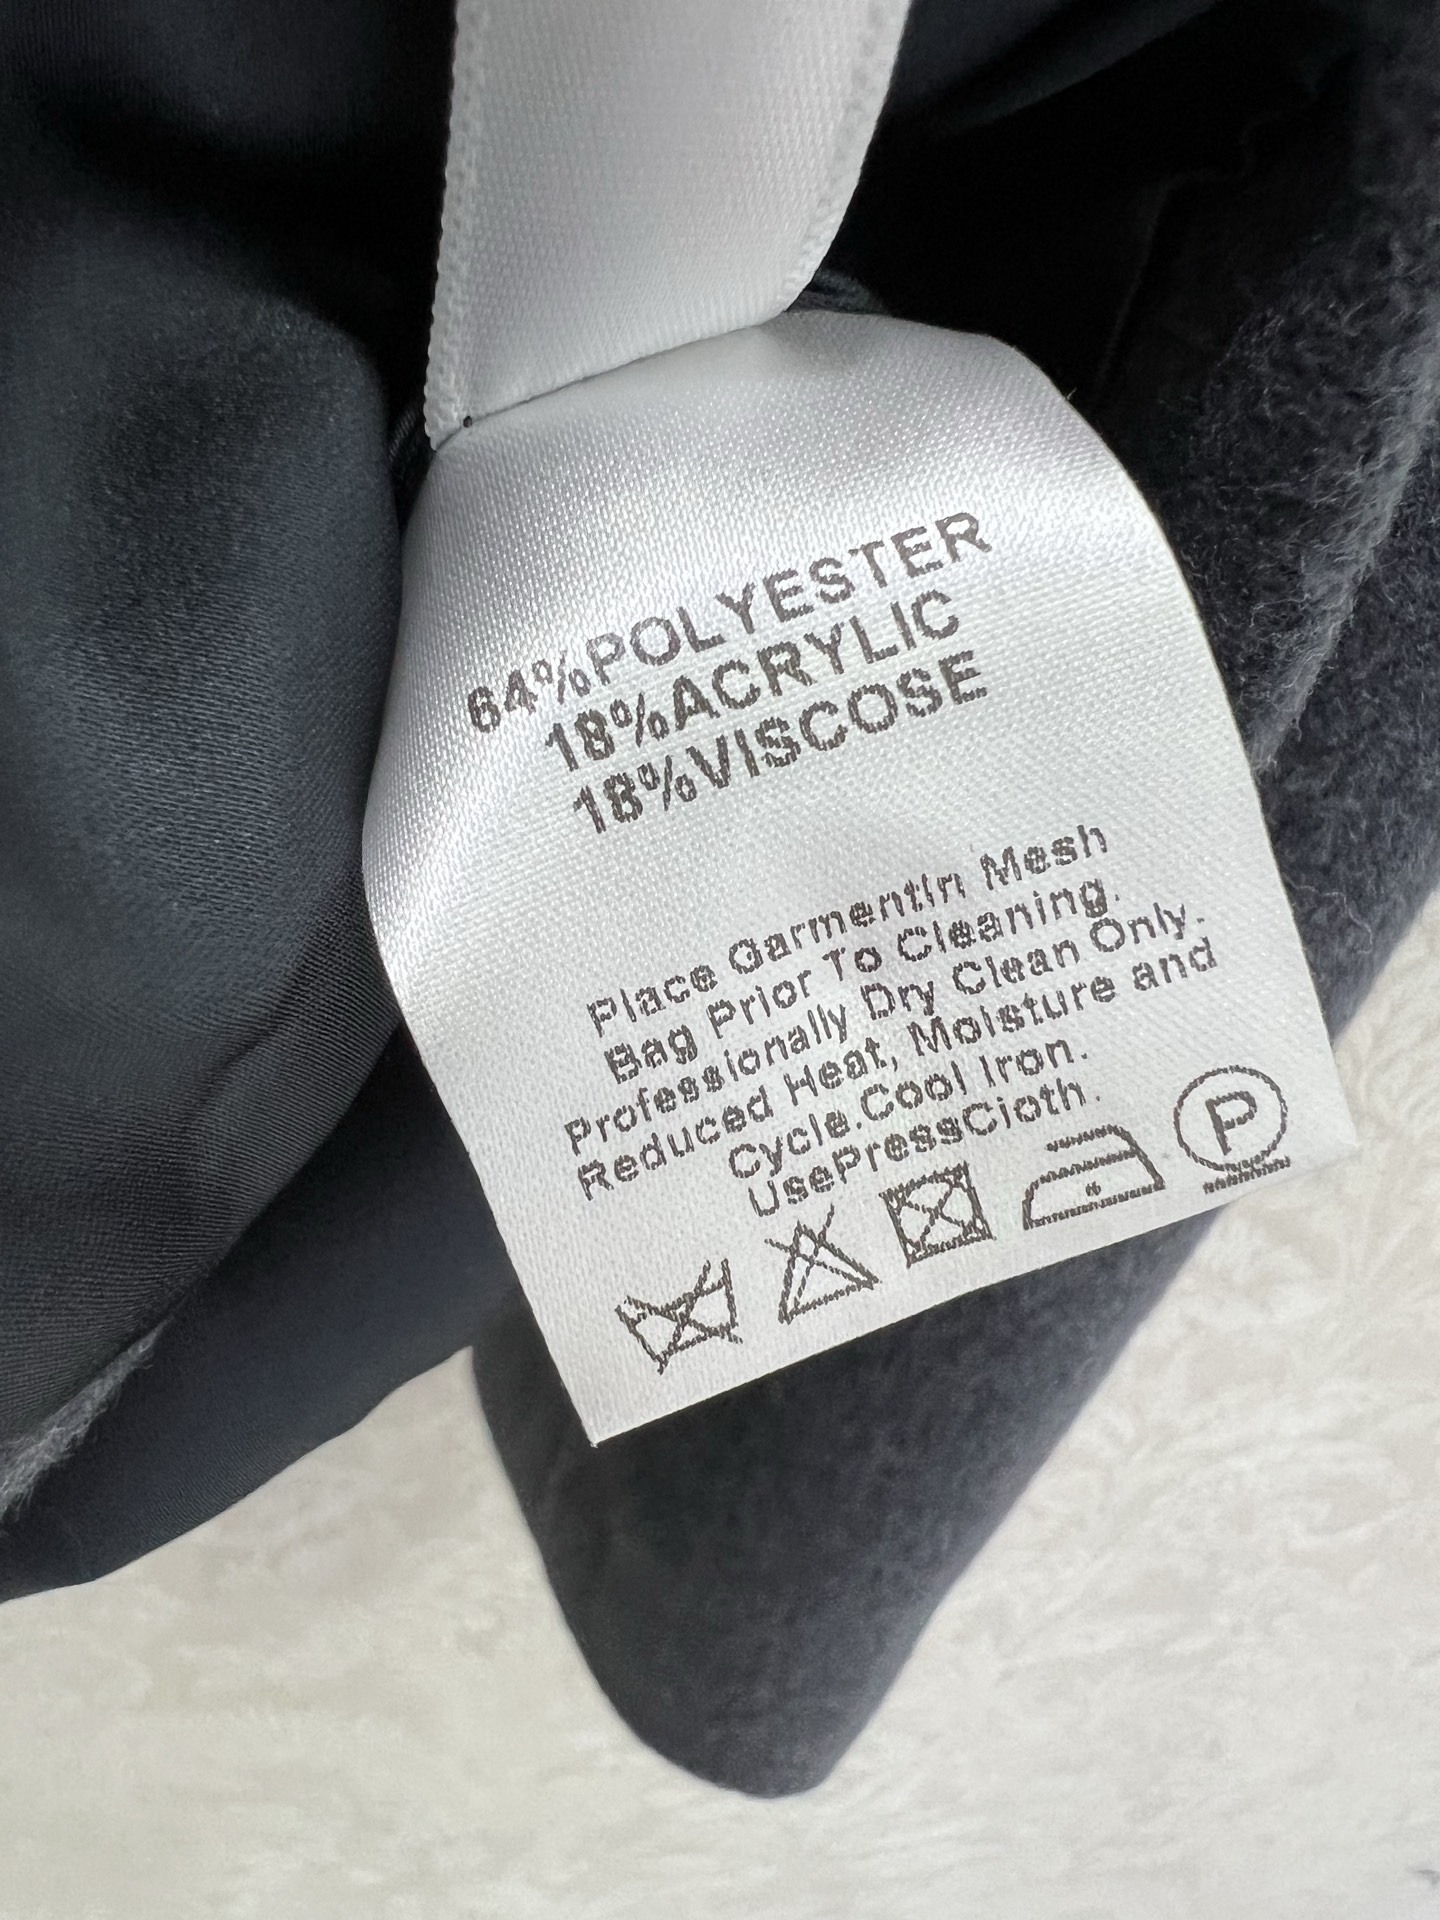 64%POLYESTER
18%ACRYLIC
18%VISCOSE
Place Garmentin Mesh
Bag Prior To Cleaning.
Professionally Dry Clean Only.
Reduced Heat, Moisture and
Cycle.Cool Iron.
UsePressCioth.
P